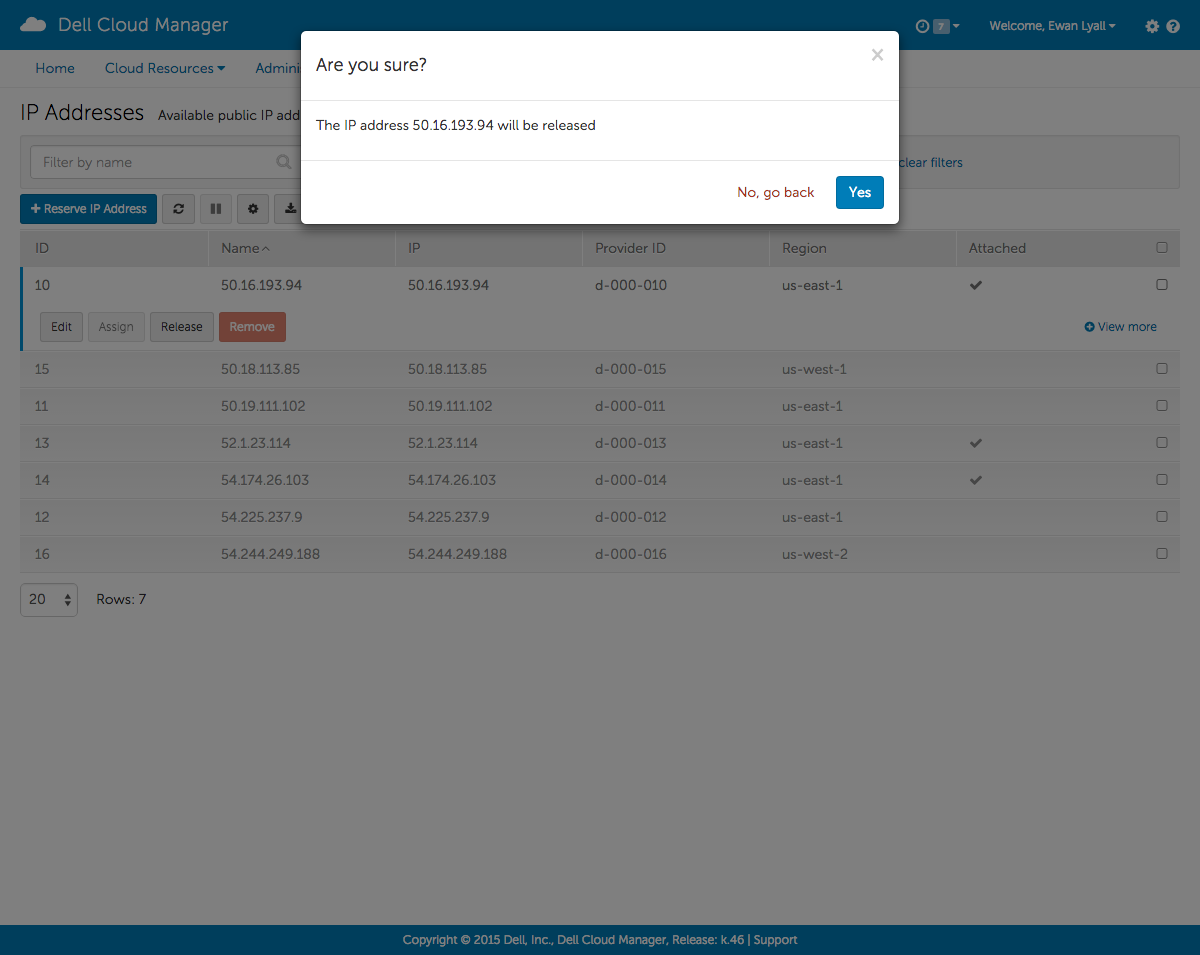 Dell Cloud Manager
7
Welcome, Ewan Lyall
Home Cloud Resources Admini
Are you sure?
×
The IP address 50.16.193.94 will be released
No, go back Yes
IP Addresses Available public IP add
Filter by name clear filters
Reserve IP Address
ID Name IP Provider ID Region Attached
10 50.16.193.94 50.16.193.94 d-000-010 us-east-1
Edit Assign Release Remove View more
15 50.18.113.85 50.18.113.85 d-000-015 us-west-1
11 50.19.111.102 50.19.111.102 d-000-011 us-east-1
13 52.1.23.114 52.1.23.114 d-000-013 us-east-1
14 54.174.26.103 54.174.26.103 d-000-014 us-east-1
12 54.225.237.9 54.225.237.9 d-000-012 us-east-1
16 54.244.249.188 54.244.249.188 d-000-016 us-west-2
20 Rows: 7
Copyright © 2015 Dell, Inc., Dell Cloud Manager, Release: k.46 | Support